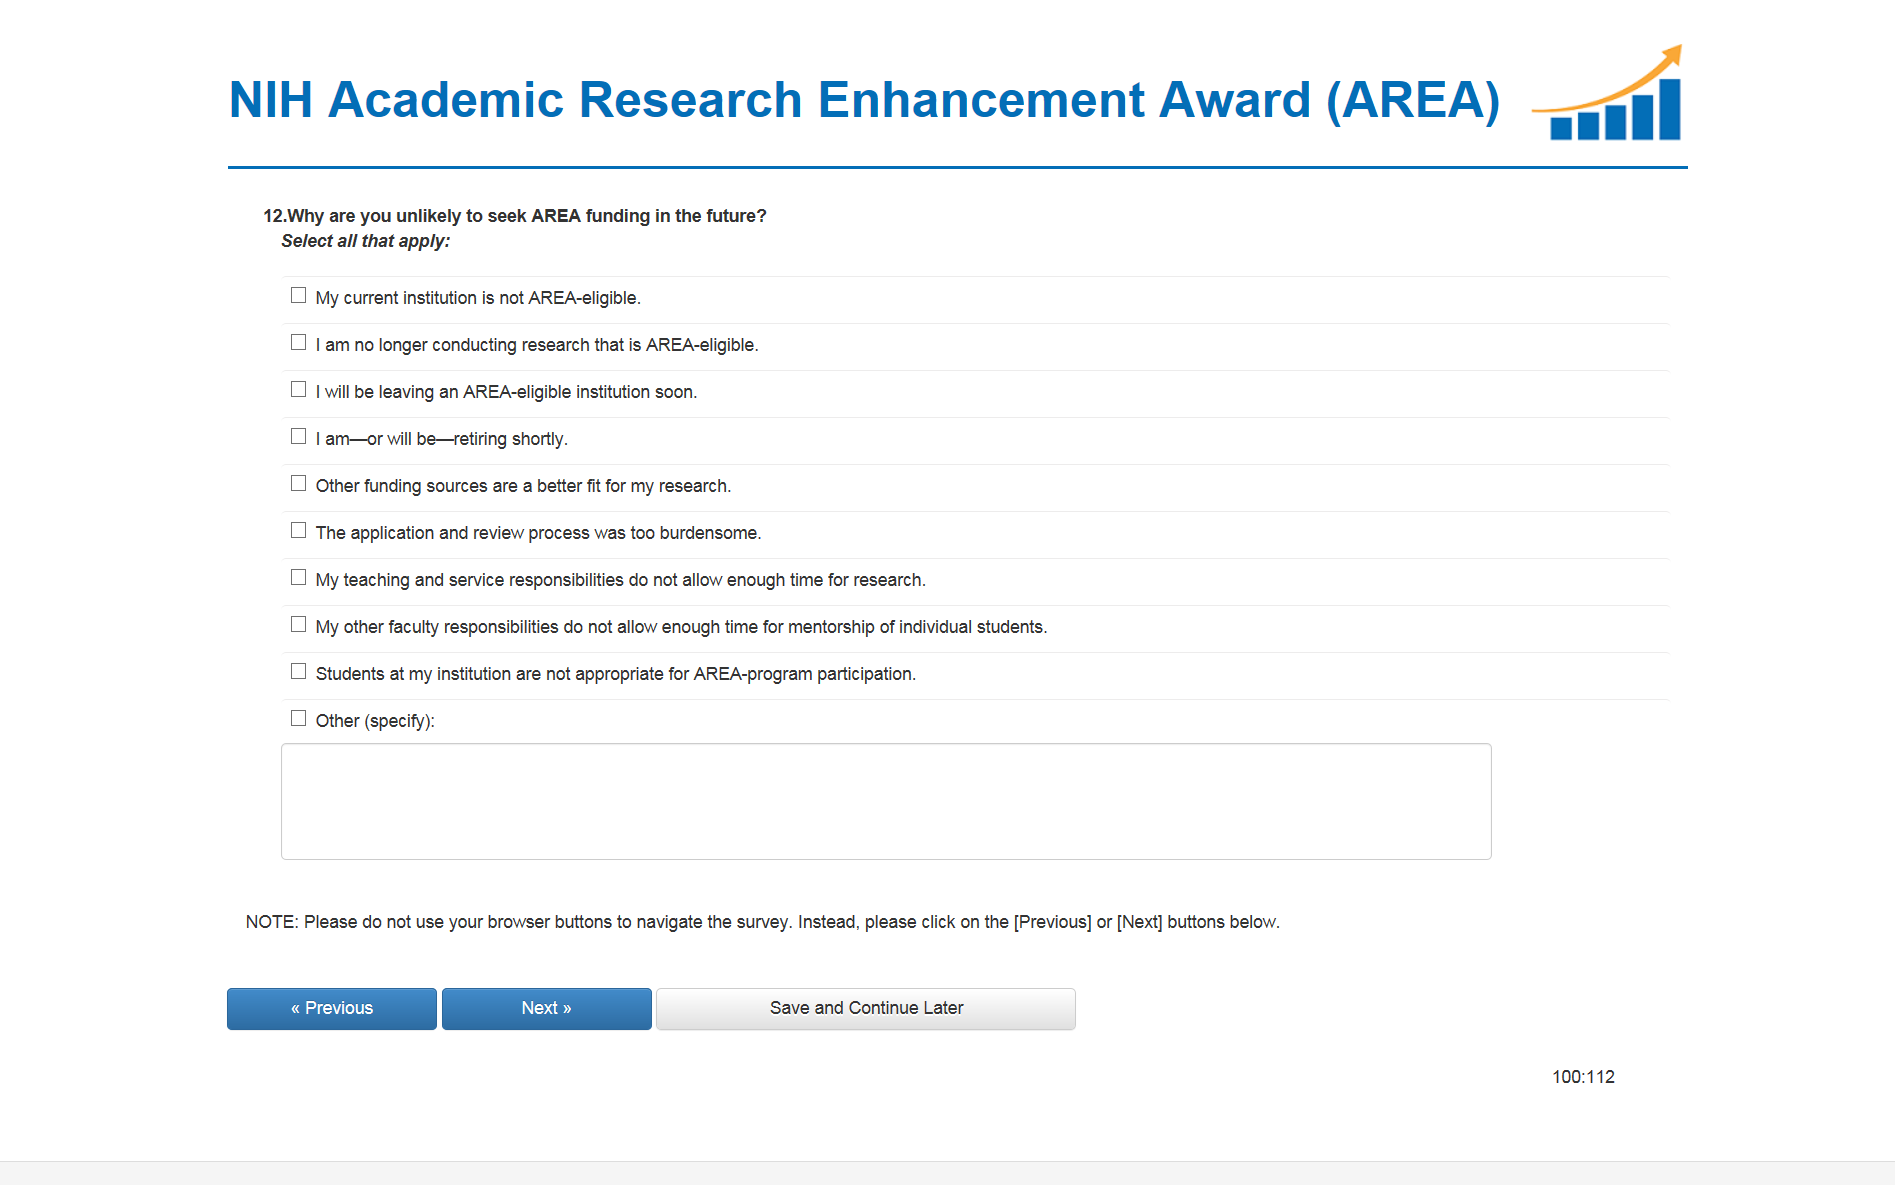 NIH Academic Research Enhancement Award (AREA)
12.Why are you unlikely to seek AREA funding in the future?
Select all that apply:
My current institution is not AREA-eligible.
I am no longer conducting research that is AREA-eligible.
I will be leaving an AREA-eligible institution soon.
I am—or will be—retiring shortly.
Other funding sources are a better fit for my research.
The application and review process was too burdensome.
My teaching and service responsibilities do not allow enough time for research.
My other faculty responsibilities do not allow enough time for mentorship of individual students.
Students at my institution are not appropriate for AREA-program participation.
Other (specify):
NOTE: Please do not use your browser buttons to navigate the survey. Instead, please click on the [Previous] or [Next] buttons below.
« Previous Next » Save and Continue Later
100:112